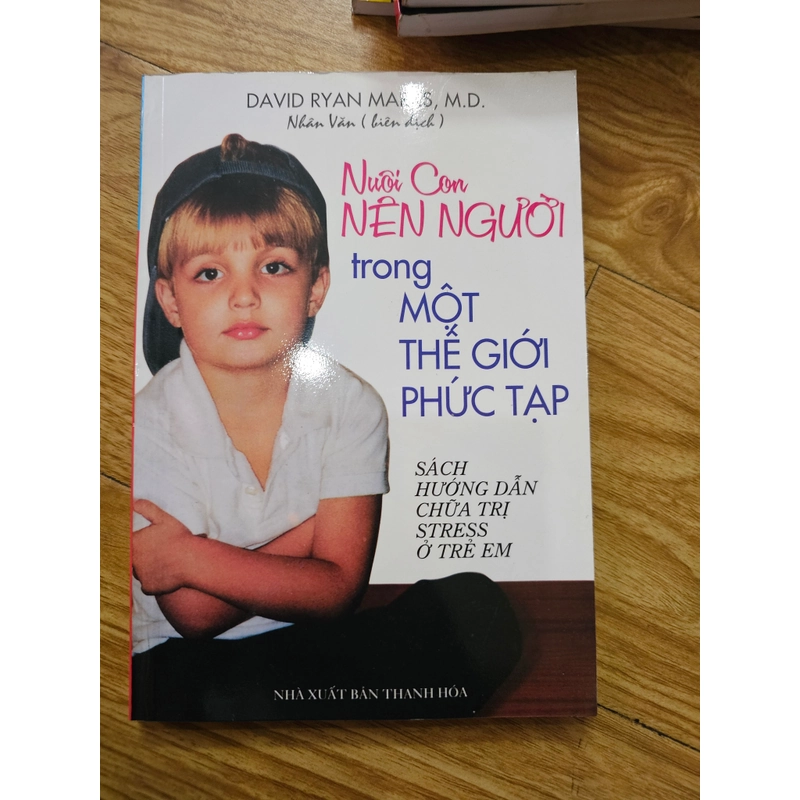 DAVID RYAN M.D.
Nhân Văn ( biên dịch )
Nuôi Con
NÊN NGƯỜI
trong
MỘT
THẾ GIỚI
PHỨC TẠP
SÁCH
HƯỚNG DẪN
CHỮA TRỊ
STRESS
Ở TRẺ EM
NHÀ XUẤT BẢN THANH HÓA